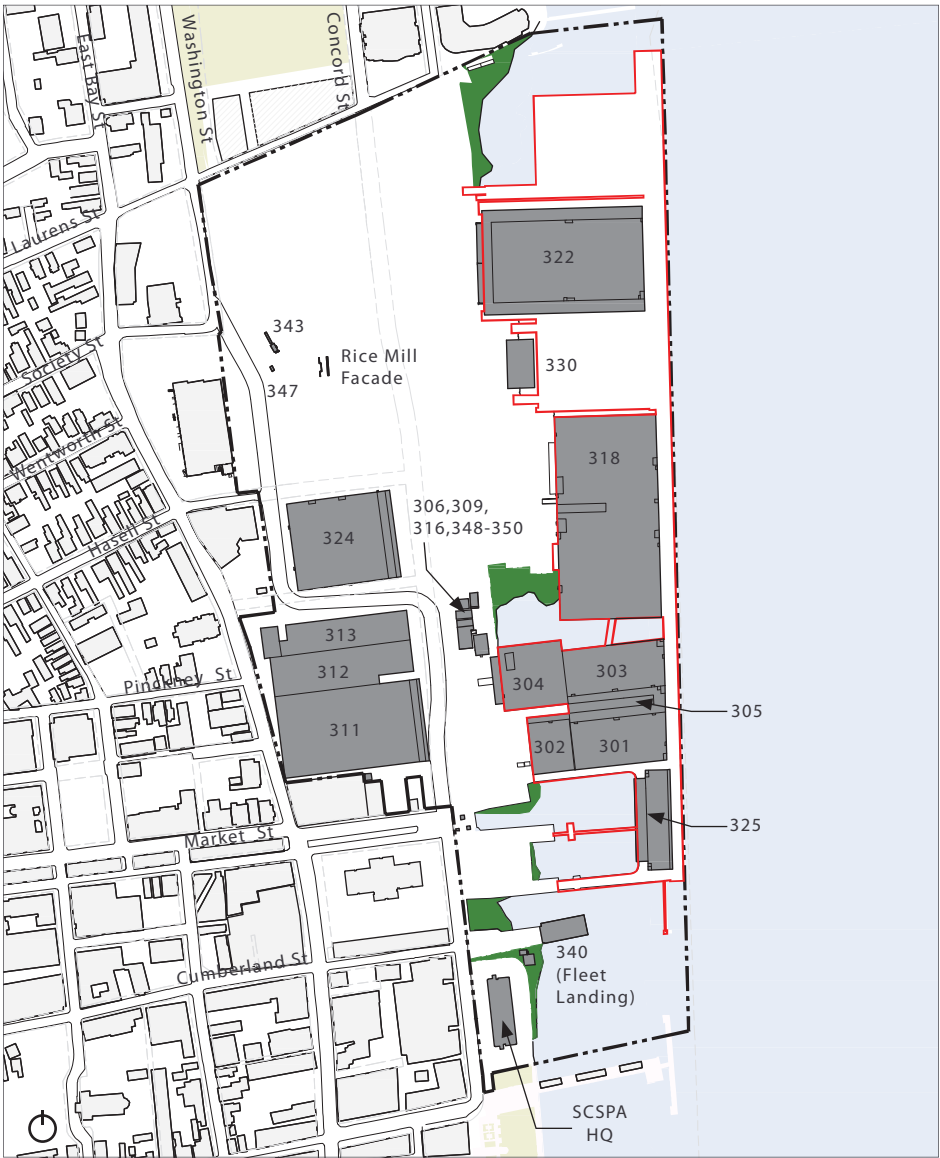 East Bay St
Washington St
Concord St
Laurens St
322
343
Rice Mill
Facade
330
Society St
347
Wentworth St
318
306,309,
316,348-350
Hasell St
324
313
312
303
304
Pinckney St
305
311
302
301
325
Market St
340
(Fleet
Landing)
Cumberland St
SCSPA
HQ